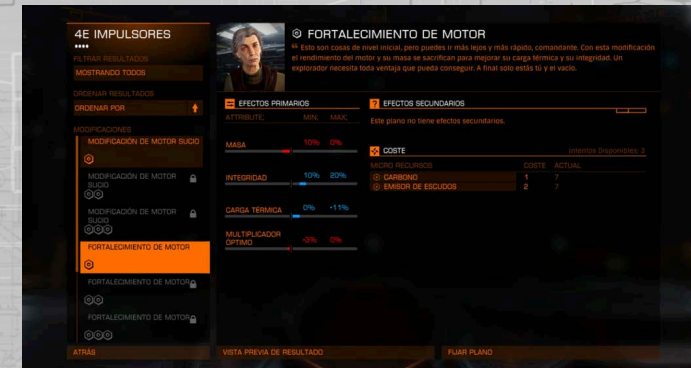 4E IMPULSORES
FILTRAR RESULTADOS
MOSTRANDO TODOS
ORDENAR RESULTADOS
ORDENAR POR
MODIFICACIONES
MODIFICACIÓN DE MOTOR SUCIO
MODIFICACIÓN DE MOTOR
SUCIO
MODIFICACIÓN DE MOTOR
SUCIO
FORTALECIMIENTO DE MOTOR
FORTALECIMIENTO DE MOTOR
FORTALECIMIENTO DE MOTOR
FORTALECIMIENTO DE MOTOR
Esto son cosas de nivel inicial, pero puedes ir más lejos y más rápido, comandante. Con esta modificación
el rendimiento del motor y su masa se sacrifican para mejorar su carga térmica y su integridad. Un
explorador necesita toda ventaja que pueda conseguir. A final solo estás tú y el vacío.
EFECTOS PRIMARIOS
ATTRIBUTE: MIN: MAX:
MASA 10% 0%
INTEGRIDAD 10% 20%
CARGA TÉRMICA 0% -11%
MULTIPLICADOR
ÓPTIMO -2% 0%
EFECTOS SECUNDARIOS
Este plano no tiene efectos secundarios.
COSTE Intentos Disponibles: 3
MICRO RECURSOS COSTE ACTUAL
CARBONO 1 7
EMISOR DE ESCUDOS 2 7
ATRÁS
VISTA PREVIA DE RESULTADO
FIJAR PLANO